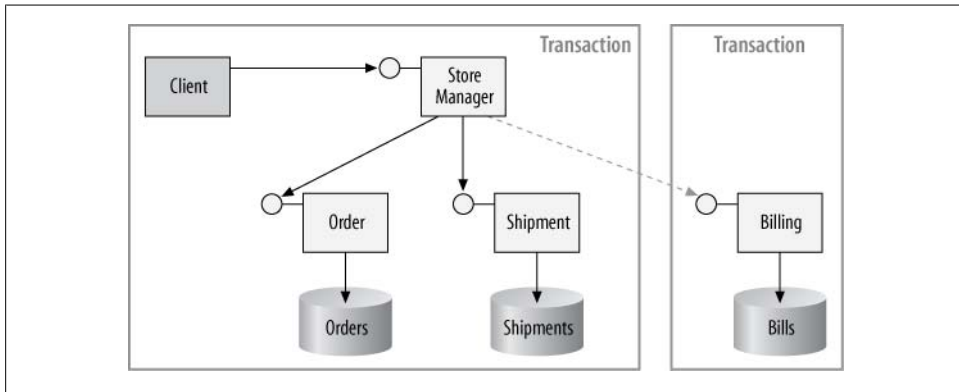 Transaction
Transaction
Client
Store
Manager
Order
Shipment
Billing
Orders
Shipments
Bills